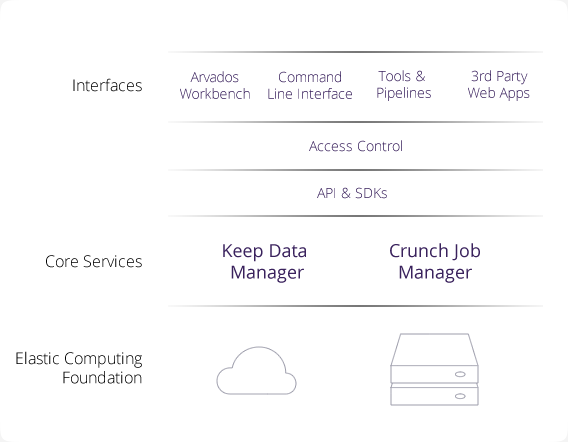 Interfaces
Arvados
Workbench
Command
Line Interface
Tools &
Pipelines
3rd Party
Web Apps
Access Control
API & SDKs
Core Services
Keep Data
Manager
Crunch Job
Manager
Elastic Computing
Foundation